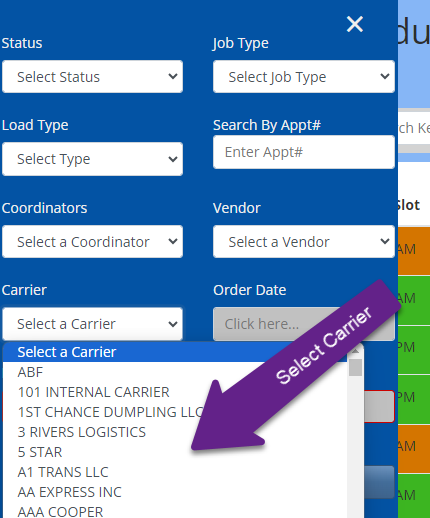 du
Status
Job Type
Select Status
Select Job Type
Load Type
Search By Appt#
ch Ke
Select Type
Enter Appt#
Coordinators
Vendor
Slot
Select a Coordinator
Select a Vendor
AM
Carrier
Order Date
AM
Select a Carrier
Click here...
Select Carrier
Select a Carrier
PM
ABF
101 INTERNAL CARRIER
PM
1ST CHANCE DUMPLING LLC
3 RIVERS LOGISTICS
AM
5 STAR
A1 TRANS LLC
AA EXPRESS INC
AM
AAA COOPER